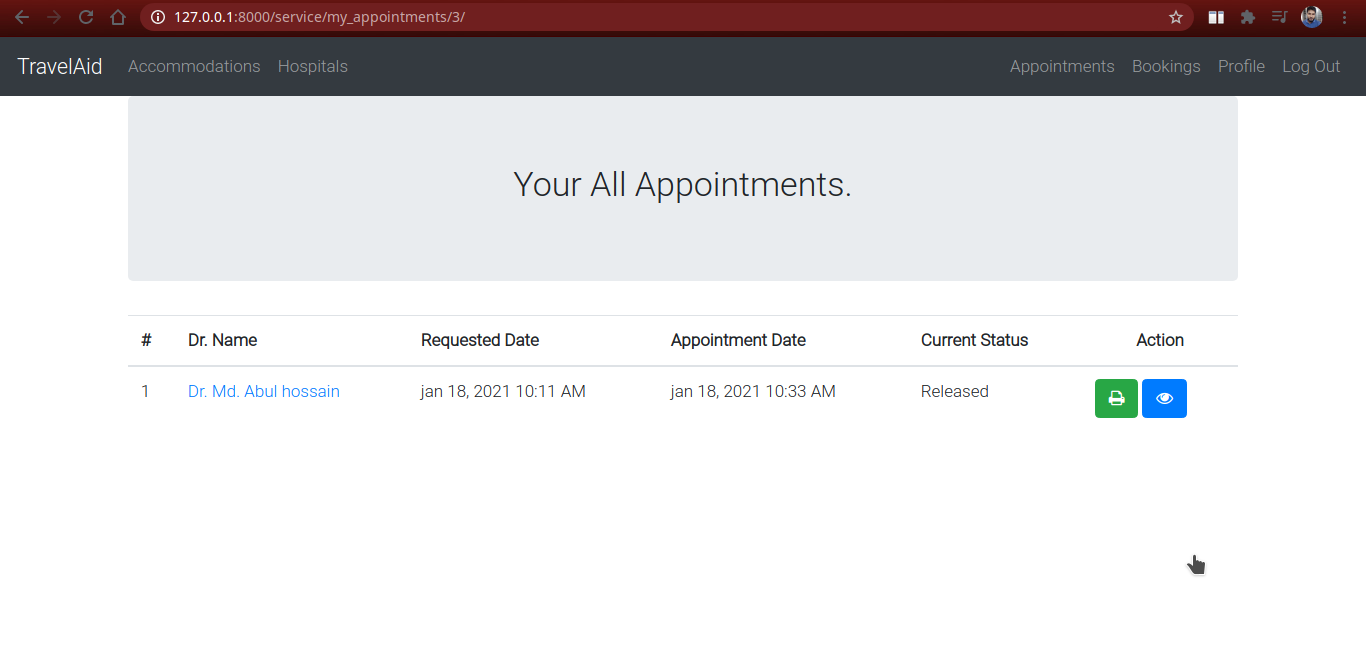 127.0.0.1:8000/service/my_appointments/3/
TravelAid Accommodations Hospitals Appointments Bookings Profile Log Out
Your All Appointments.
# Dr. Name Requested Date Appointment Date Current Status Action
1 Dr. Md. Abul hossain jan 18, 2021 10:11 AM jan 18, 2021 10:33 AM Released